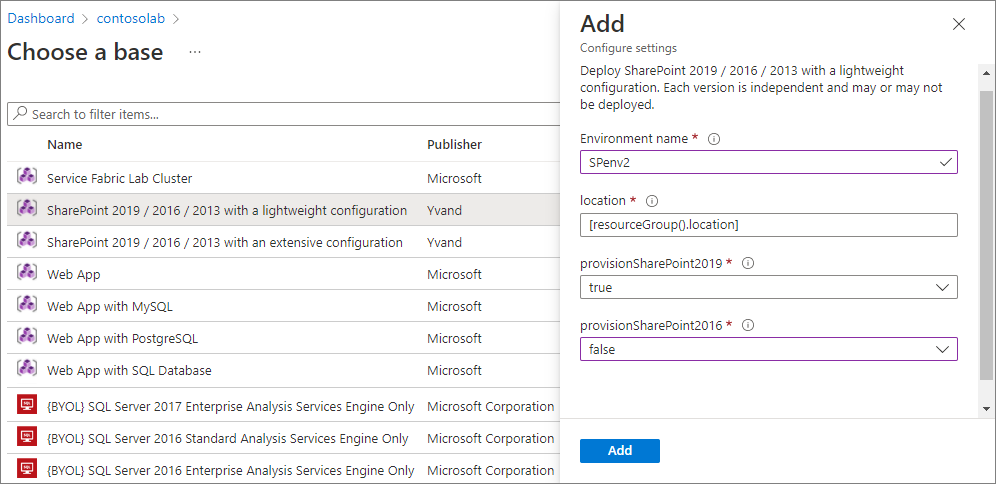 Dashboard > contosolab >
Choose a base ...
Search to filter items...
Name Publisher
Service Fabric Lab Cluster Microsoft
SharePoint 2019 / 2016 / 2013 with a lightweight configuration Yvand
SharePoint 2019 / 2016 / 2013 with an extensive configuration Yvand
Web App Microsoft
Web App with MySQL Microsoft
Web App with PostgreSQL Microsoft
Web App with SQL Database Microsoft
{BYOL} SQL Server 2017 Enterprise Analysis Services Engine Only Microsoft Corporation
{BYOL} SQL Server 2016 Standard Analysis Services Engine Only Microsoft Corporation
{BYOL} SQL Server 2016 Enterprise Analysis Services Engine Only Microsoft Corporation
Add
Configure settings
Deploy SharePoint 2019 / 2016 / 2013 with a lightweight
configuration. Each version is independent and may or may not
be deployed.
Environment name *
SPenv2
location *
[resourceGroup().location]
provisionSharePoint2019 *
true
provisionSharePoint2016 *
false
Add